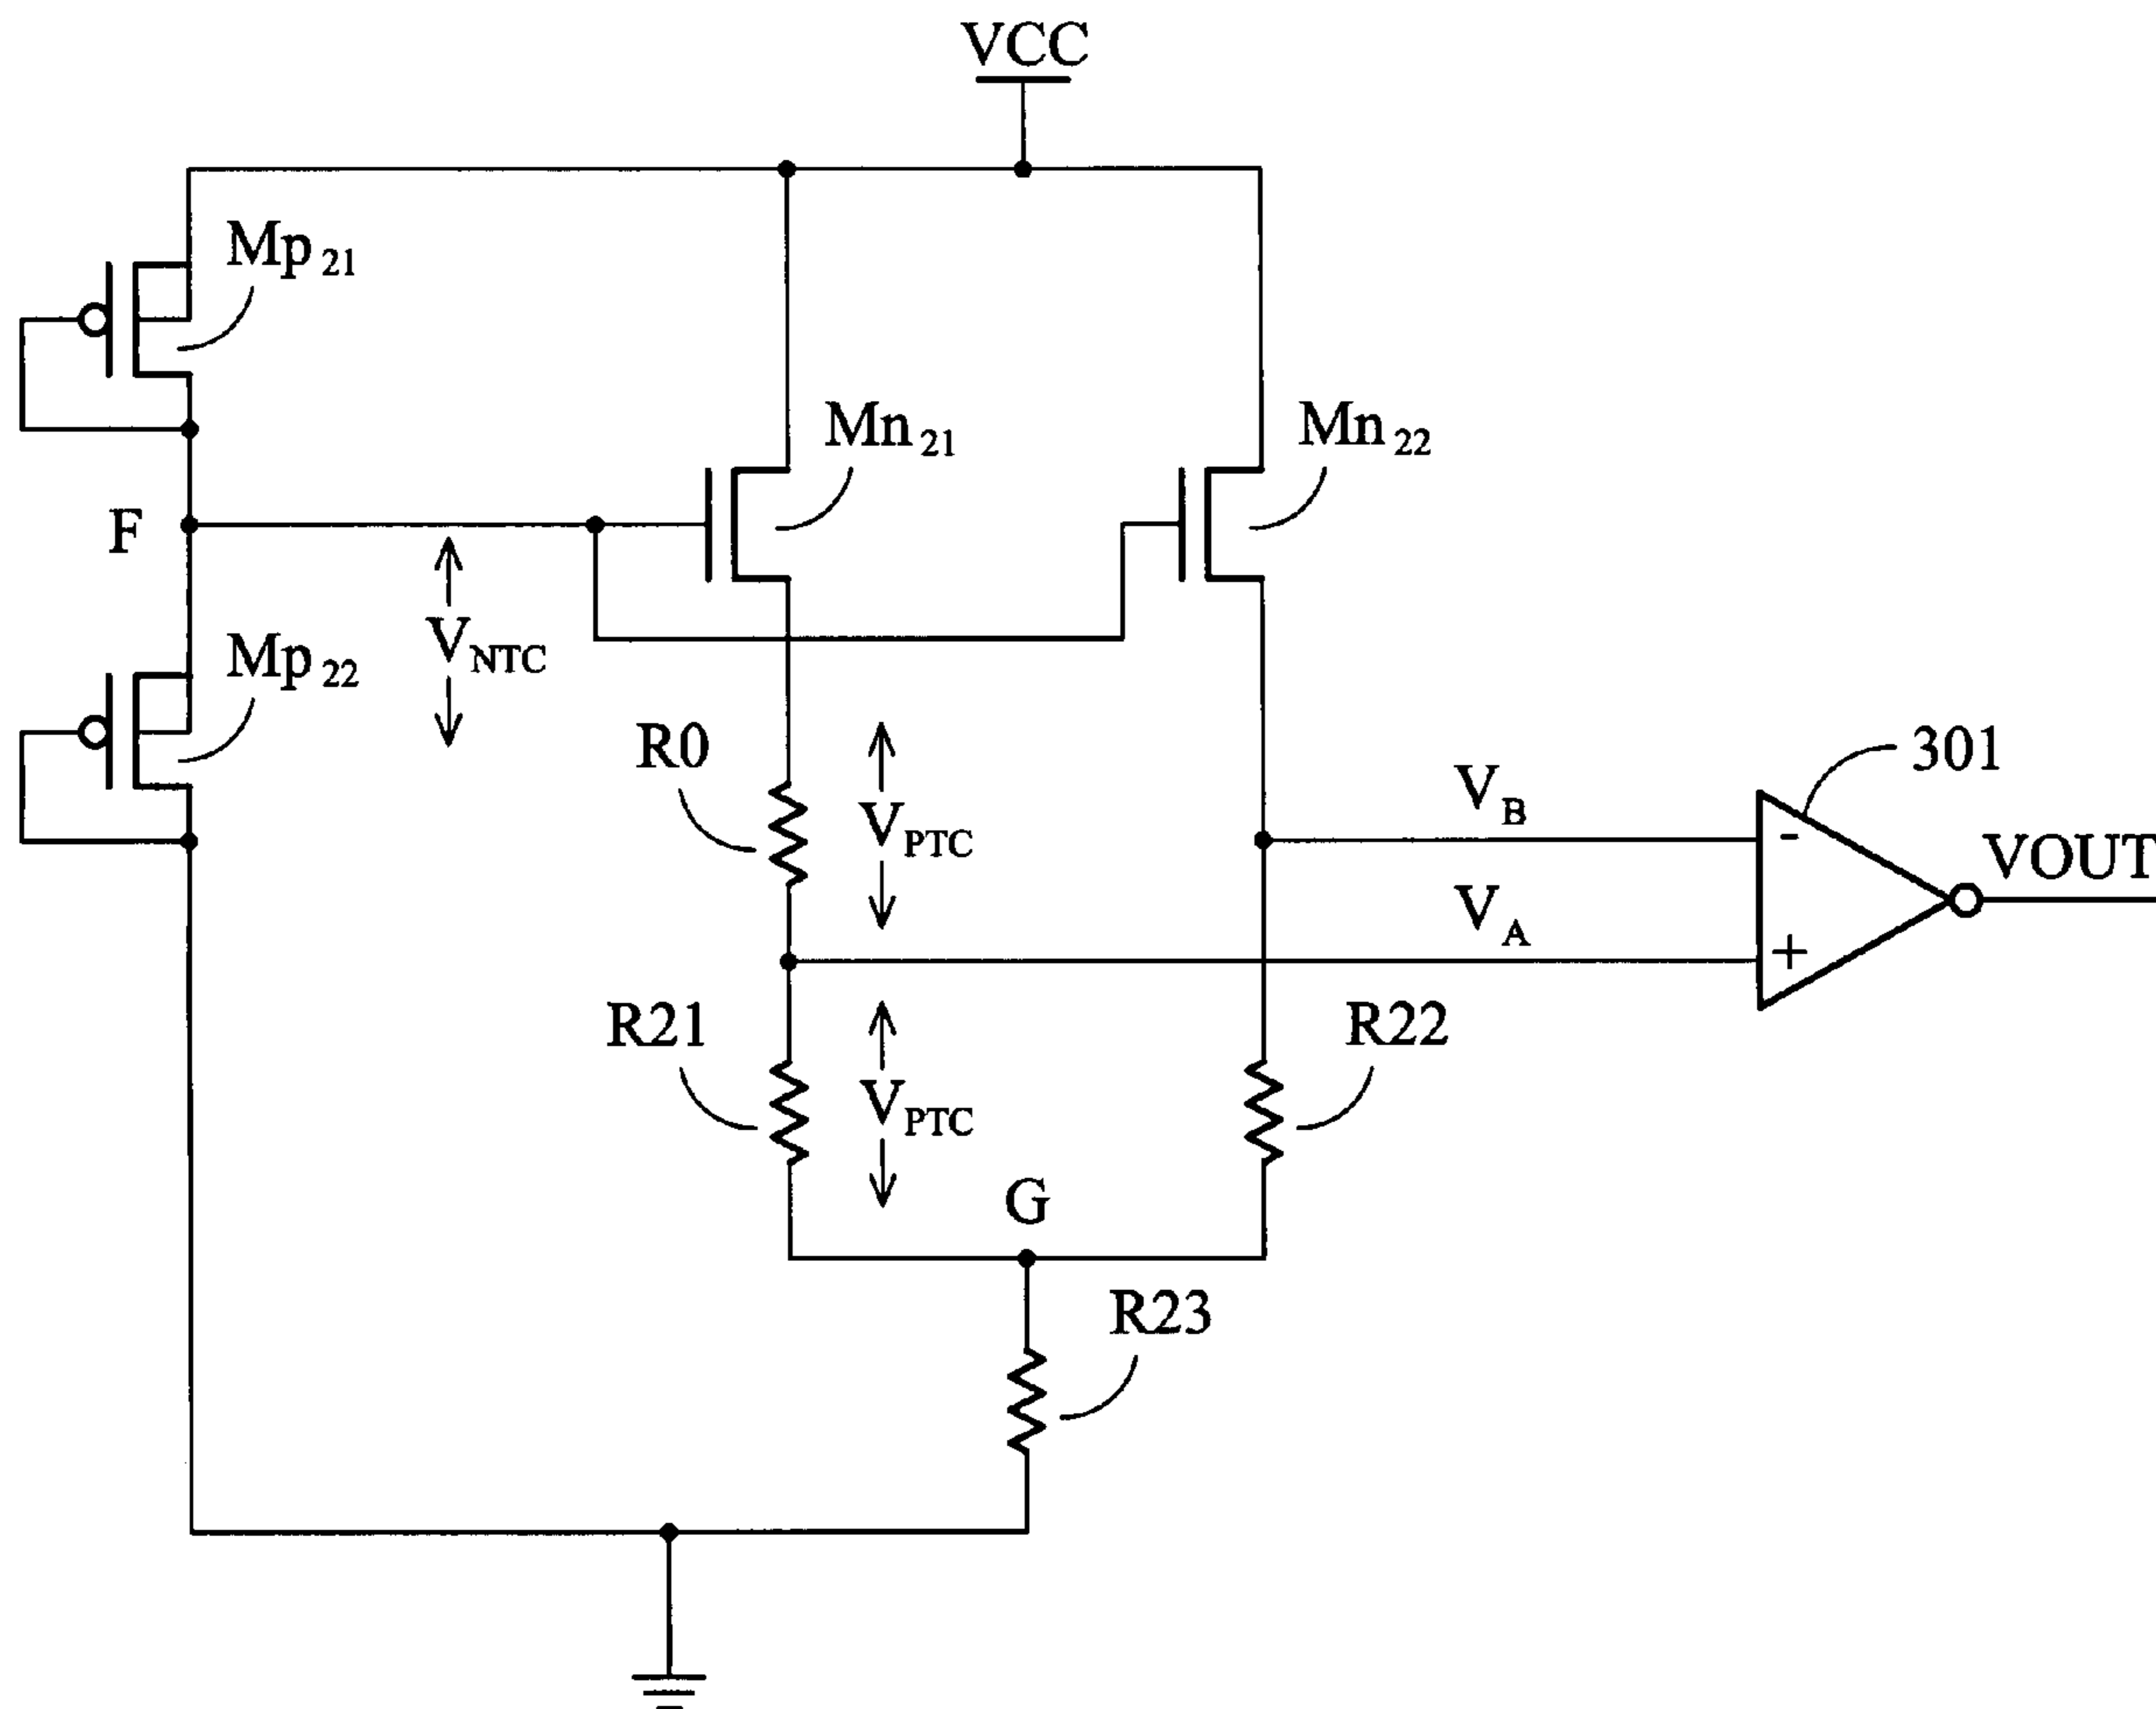 VCC
Mp21
Mn21
Mn22
F
VNTC
Mp22
R0
VPTC
VB
301
-
VOUT
VA
+
R21
VPTC
R22
G
R23